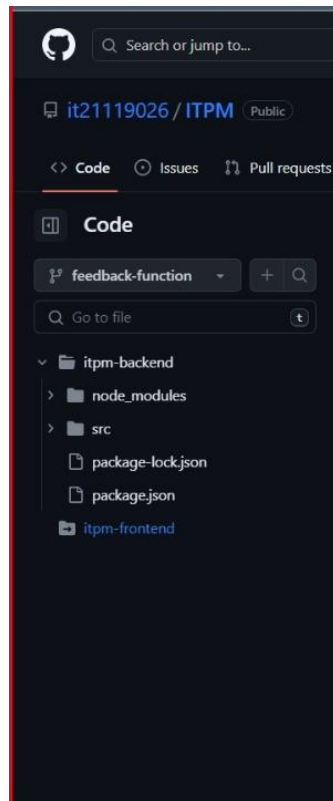 Search or jump to...
it21119026 / ITPM Public
<> Code Issues Pull requests
Code
feedback-function
Go to file t
itpm-backend
node_modules
src
package-lock.json
package.json
itpm-frontend